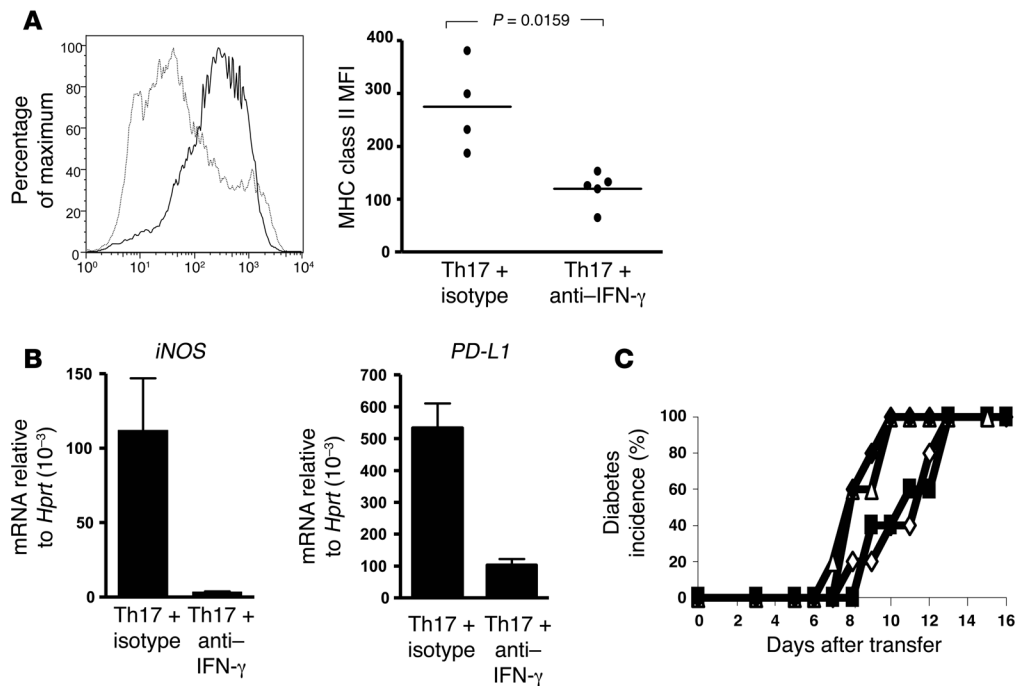 A
Percentage
of maximum
100
80
60
40
20
0
10⁰ 10¹ 10² 10³ 10⁴
P = 0.0159
MHC class II MFI
400
300
200
100
0
Th17 +
isotype
Th17 +
anti–IFN-γ
B
iNOS
mRNA relative
to Hprt (10⁻³)
150
100
50
0
Th17 +
isotype
Th17 +
anti–
IFN-γ
PD-L1
mRNA relative
to Hprt (10⁻³)
700
600
500
400
300
200
100
0
Th17 +
isotype
Th17 +
anti–
IFN-γ
C
Diabetes
incidence (%)
100
80
60
40
20
0
0 2 4 6 8 10 12 14 16
Days after transfer